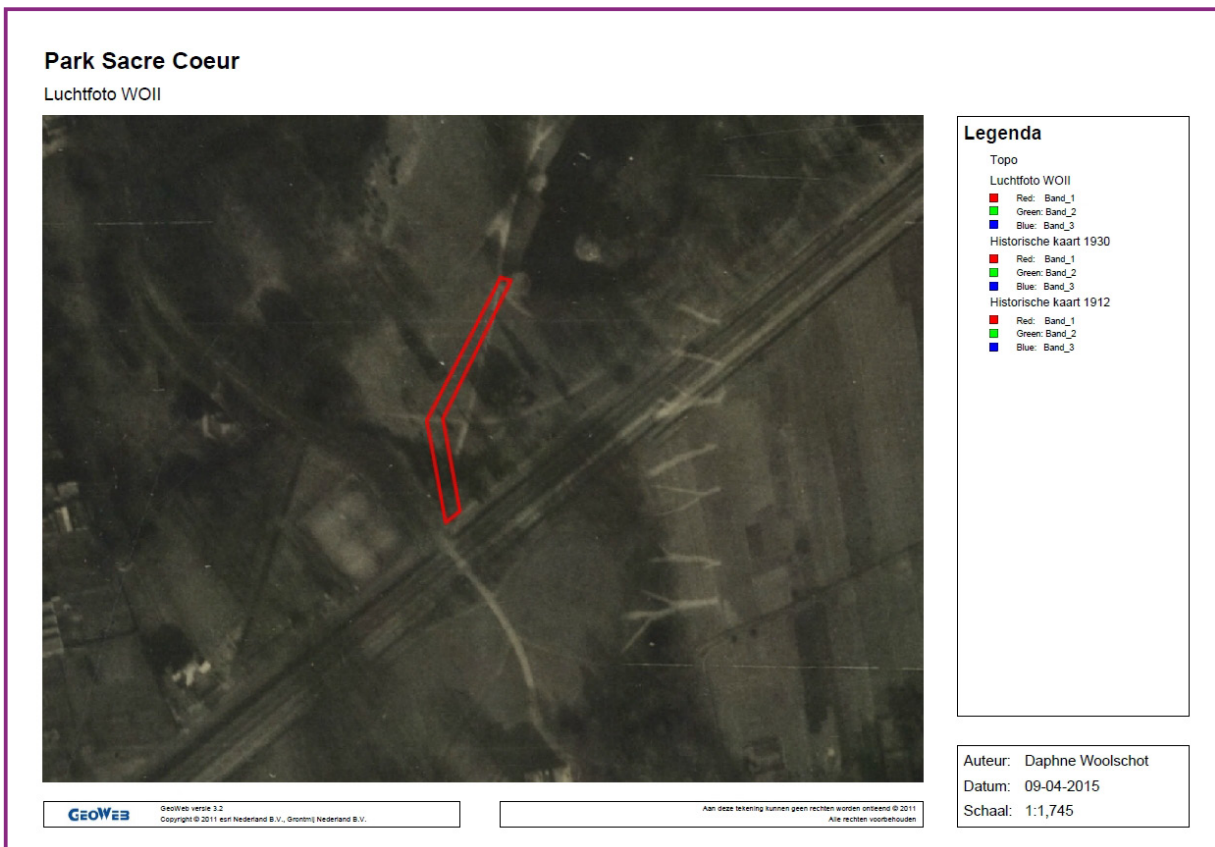 Park Sacre Coeur
Luchtfoto WOII
Legenda
Topo
Luchtfoto WOII
Red: Band_1
Green: Band_2
Blue: Band_3
Historische kaart 1930
Red: Band_1
Green: Band_2
Blue: Band_3
Historische kaart 1912
Red: Band_1
Green: Band_2
Blue: Band_3
Auteur: Daphne Woolschot
Datum: 09-04-2015
Schaal: 1:1,745
GEOWEB
GeoWeb versie 3.2
Copyright © 2011 esri Nederland B.V., Grontmij Nederland B.V.
Aan deze tekening kunnen geen rechten worden ontleend © 2011
Alle rechten voorbehouden